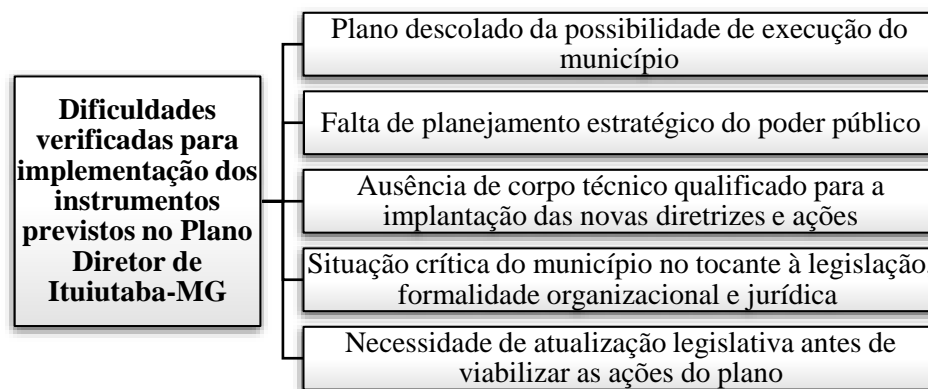 Dificuldades
verificadas para
implementação dos
instrumentos
previstos no Plano
Diretor de
Ituiutaba-MG
Plano descolado da possibilidade de execução do
município
Falta de planejamento estratégico do poder público
Ausência de corpo técnico qualificado para a
implantação das novas diretrizes e ações
Situação crítica do município no tocante à legislação,
formalidade organizacional e jurídica
Necessidade de atualização legislativa antes de
viabilizar as ações do plano